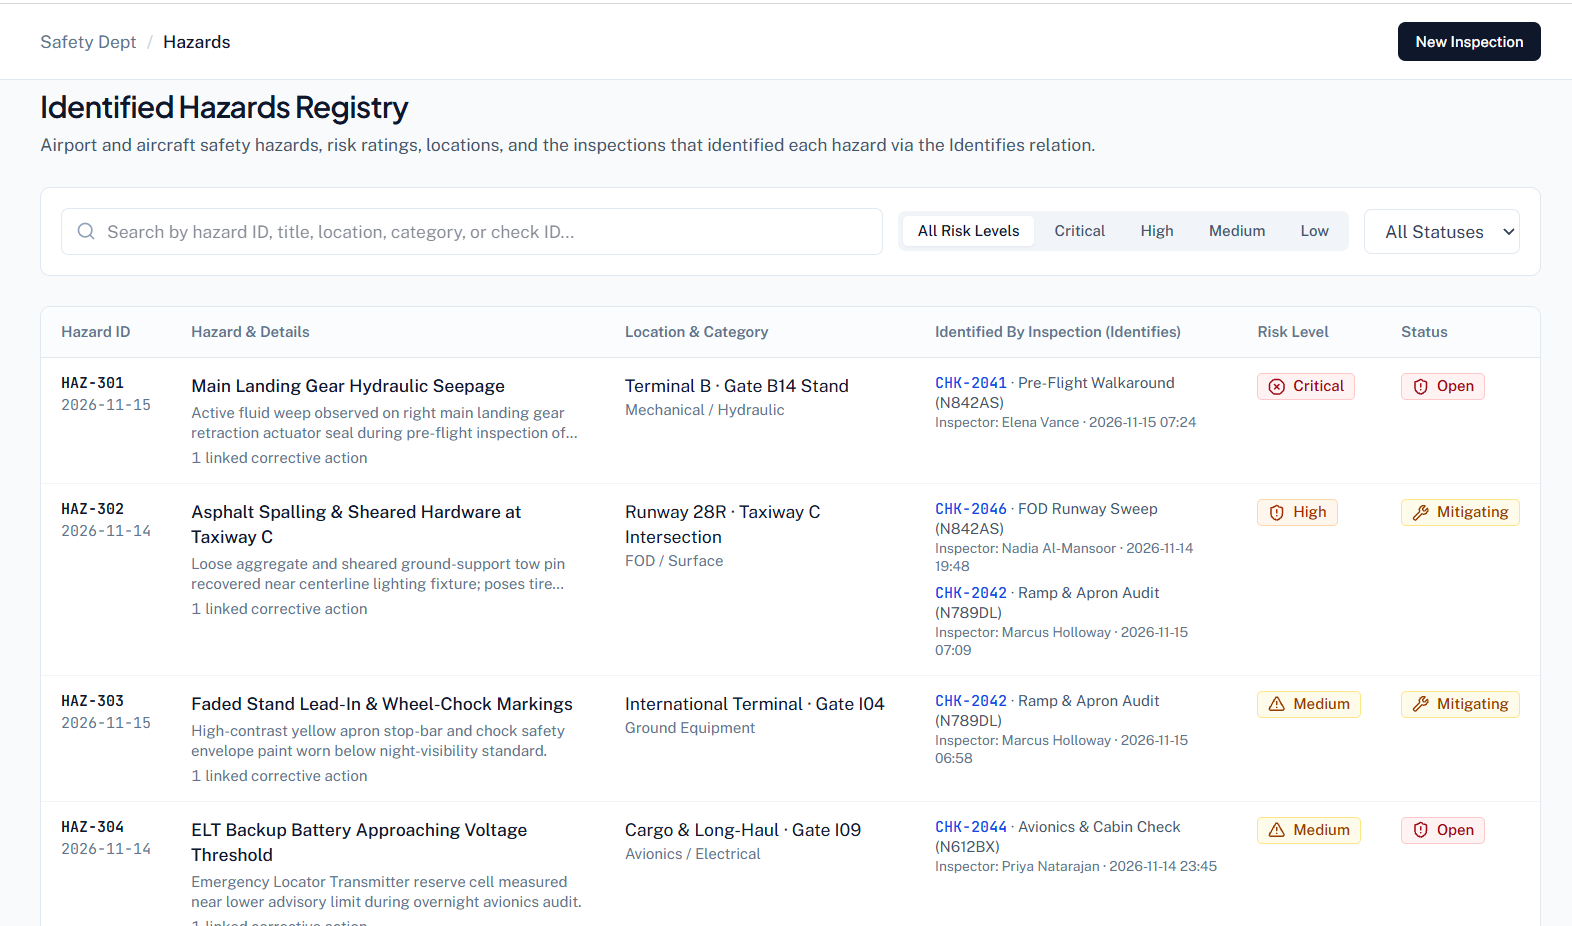 Safety Dept / Hazards
New Inspection
Identified Hazards Registry
Airport and aircraft safety hazards, risk ratings, locations, and the inspections that identified each hazard via the Identifies relation.
Search by hazard ID, title, location, category, or check ID...
All Risk Levels Critical High Medium Low
All Statuses
Hazard ID Hazard & Details Location & Category Identified By Inspection (Identifies) Risk Level Status
HAZ-301
2026-11-15
Main Landing Gear Hydraulic Seepage
Active fluid weep observed on right main landing gear
retraction actuator seal during pre-flight inspection of...
1 linked corrective action
Terminal B · Gate B14 Stand
Mechanical / Hydraulic
CHK-2041 · Pre-Flight Walkaround
(N842AS)
Inspector: Elena Vance · 2026-11-15 07:24
Critical
Open
HAZ-302
2026-11-14
Asphalt Spalling & Sheared Hardware at
Taxiway C
Loose aggregate and sheared ground-support tow pin
recovered near centerline lighting fixture; poses tire...
1 linked corrective action
Runway 28R · Taxiway C
Intersection
FOD / Surface
CHK-2046 · FOD Runway Sweep
(N842AS)
Inspector: Nadia Al-Mansoor · 2026-11-14
19:48
CHK-2042 · Ramp & Apron Audit
(N789DL)
Inspector: Marcus Holloway · 2026-11-15
07:09
High
Mitigating
HAZ-303
2026-11-15
Faded Stand Lead-In & Wheel-Chock Markings
High-contrast yellow apron stop-bar and chock safety
envelope paint worn below night-visibility standard.
1 linked corrective action
International Terminal · Gate I04
Ground Equipment
CHK-2042 · Ramp & Apron Audit
(N789DL)
Inspector: Marcus Holloway · 2026-11-15
06:58
Medium
Mitigating
HAZ-304
2026-11-14
ELT Backup Battery Approaching Voltage
Threshold
Emergency Locator Transmitter reserve cell measured
near lower advisory limit during overnight avionics audit.
1 linked corrective action
Cargo & Long-Haul · Gate I09
Avionics / Electrical
CHK-2044 · Avionics & Cabin Check
(N612BX)
Inspector: Priya Natarajan · 2026-11-14 23:45
Medium
Open